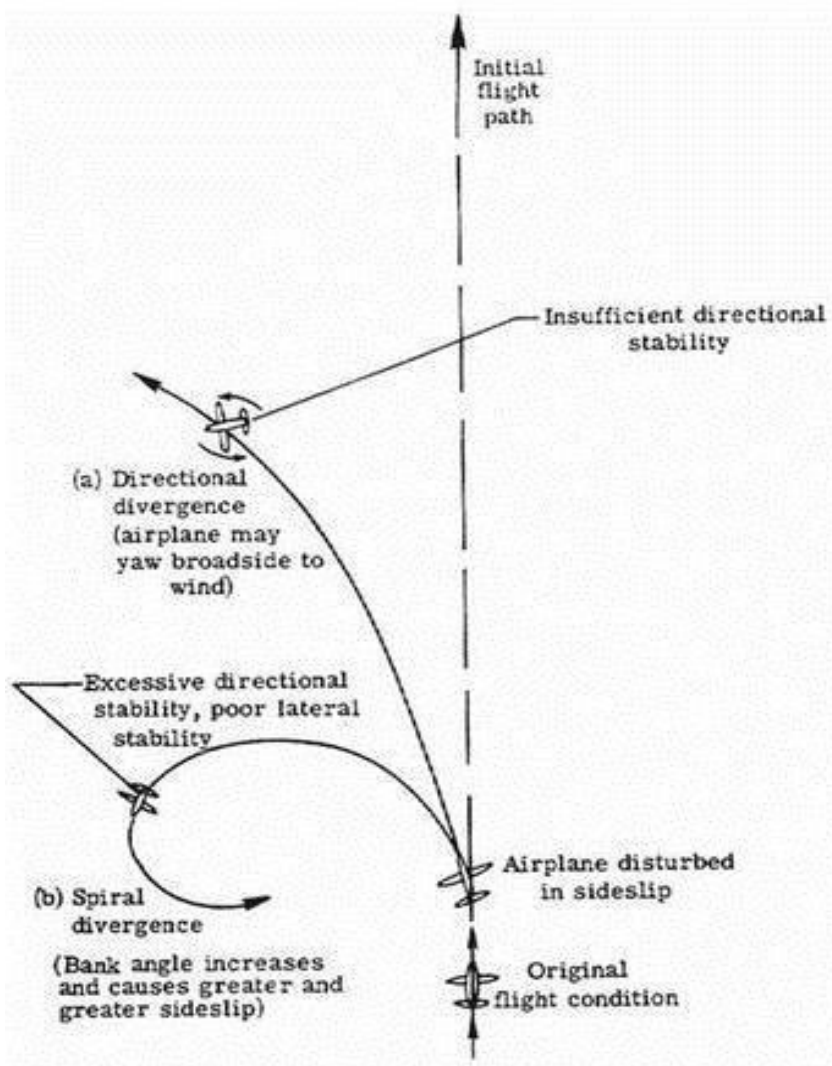 Initial
flight
path
Insufficient directional
stability
(a) Directional
divergence
(airplane may
yaw broadside to
wind)
Excessive directional
stability, poor lateral
stability
Airplane disturbed
in sideslip
(b) Spiral
divergence
(Bank angle increases
and causes greater and
greater sideslip)
Original
flight condition